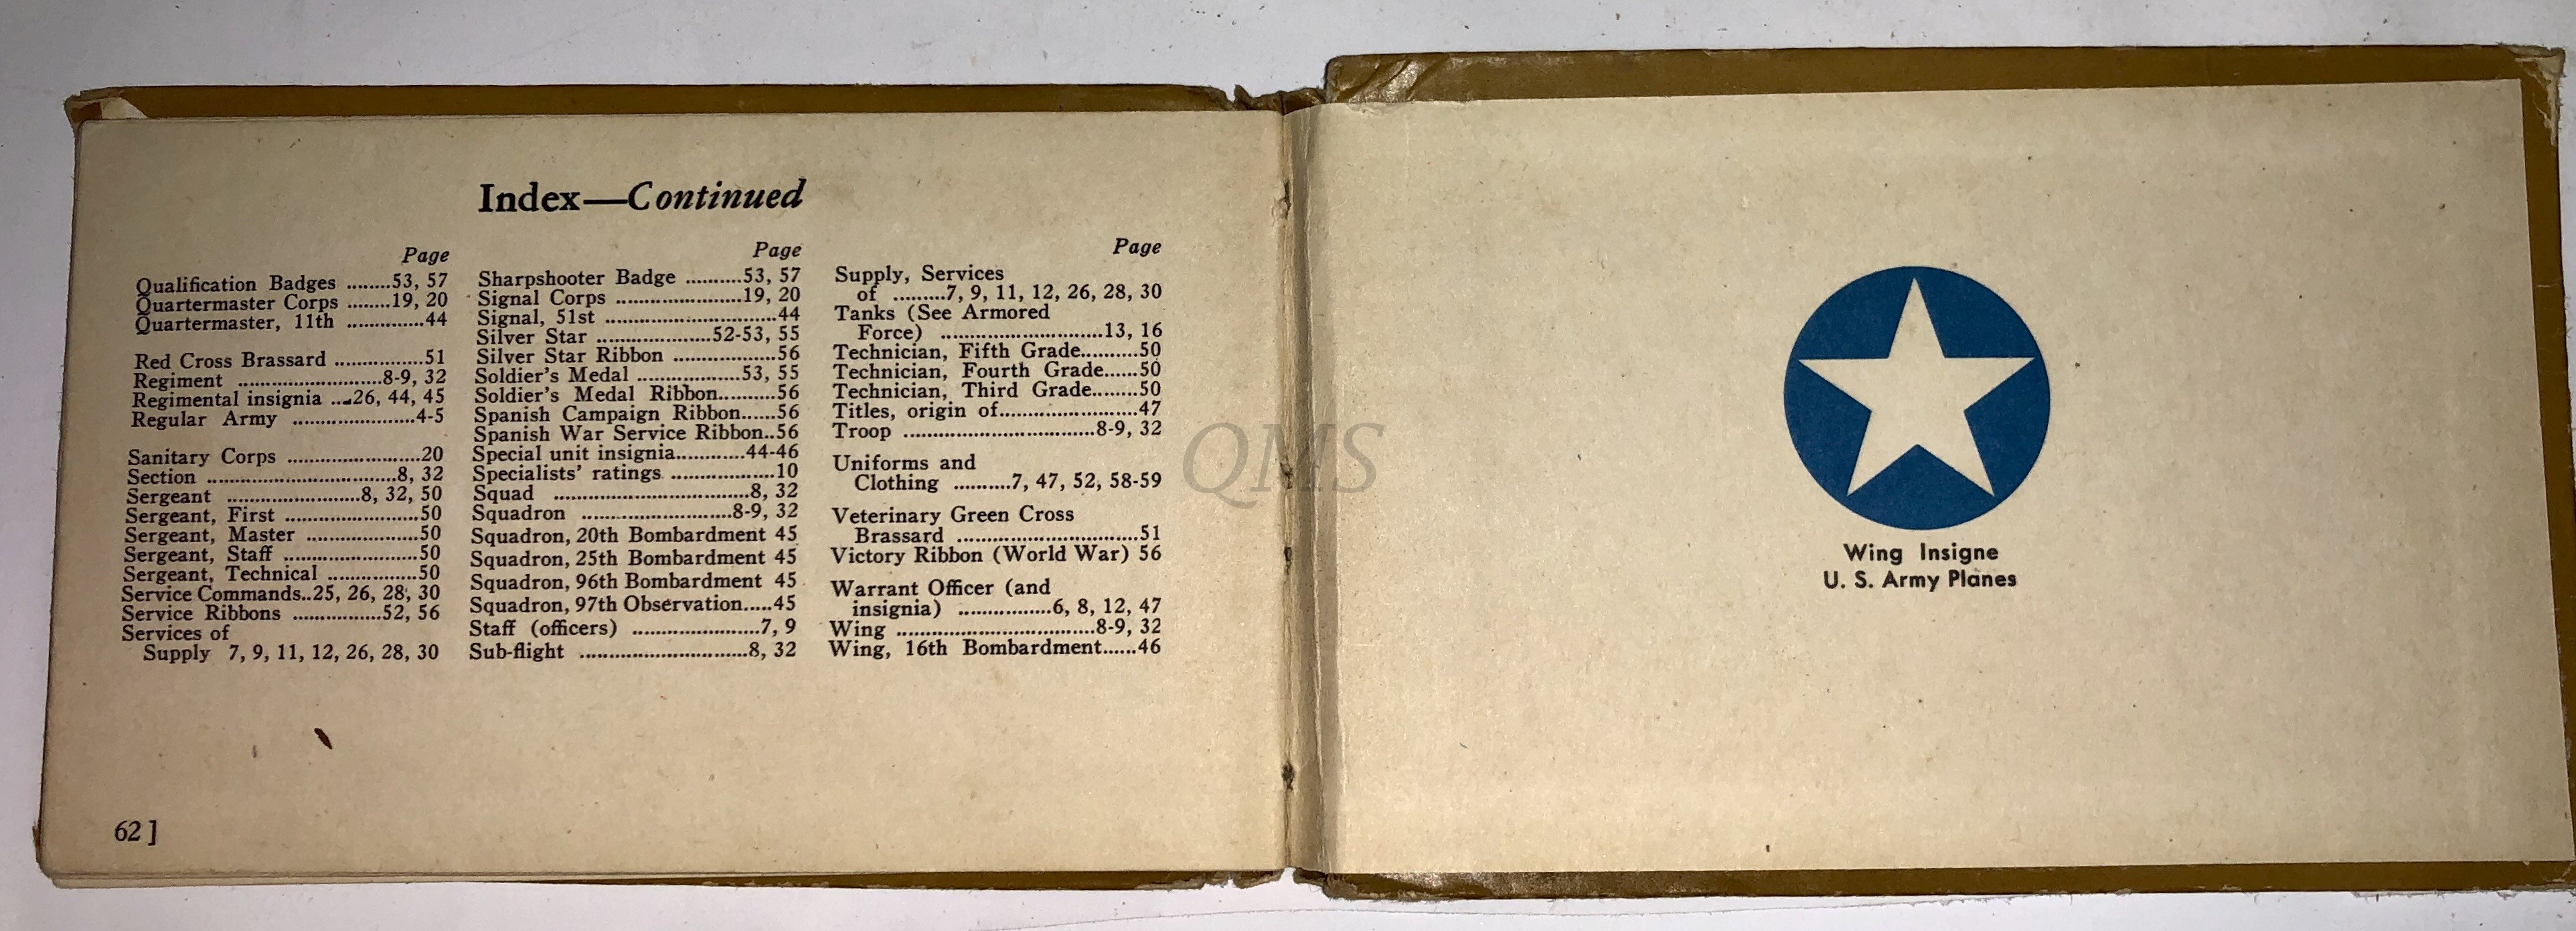 Index—Continued
Page
Qualification Badges ........53, 57
Quartermaster Corps ........19, 20
Quartermaster, 11th ..............44
Red Cross Brassard ................51
Regiment ..........................8-9, 32
Regimental insignia ....26, 44, 45
Regular Army ......................4-5
Sanitary Corps ........................20
Section ..................................8, 32
Sergeant ........................8, 32, 50
Sergeant, First ........................50
Sergeant, Master ....................50
Sergeant, Staff ........................50
Sergeant, Technical ................50
Service Commands..25, 26, 28, 30
Service Ribbons ................52, 56
Services of
Supply 7, 9, 11, 12, 26, 28, 30
Page
Sharpshooter Badge ..........53, 57
Signal Corps .......................19, 20
Signal, 51st ..............................44
Silver Star .....................52-53, 55
Silver Star Ribbon ..................56
Soldier's Medal ..................53, 55
Soldier's Medal Ribbon..........56
Spanish Campaign Ribbon......56
Spanish War Service Ribbon..56
Special unit insignia............44-46
Specialists' ratings ..................10
Squad ....................................8, 32
Squadron ...........................8-9, 32
Squadron, 20th Bombardment 45
Squadron, 25th Bombardment 45
Squadron, 96th Bombardment 45
Squadron, 97th Observation.....45
Staff (officers) .......................7, 9
Sub-flight ..............................8, 32
Page
Supply, Services
of .........7, 9, 11, 12, 26, 28, 30
Tanks (See Armored
Force) .............................13, 16
Technician, Fifth Grade..........50
Technician, Fourth Grade......50
Technician, Third Grade........50
Titles, origin of........................47
Troop ..................................8-9, 32
Uniforms and
Clothing ..........7, 47, 52, 58-59
Veterinary Green Cross
Brassard ................................51
Victory Ribbon (World War) 56
Warrant Officer (and
insignia) ................6, 8, 12, 47
Wing ...................................8-9, 32
Wing, 16th Bombardment......46
62 ]
QMS
Wing Insigne
U. S. Army Planes